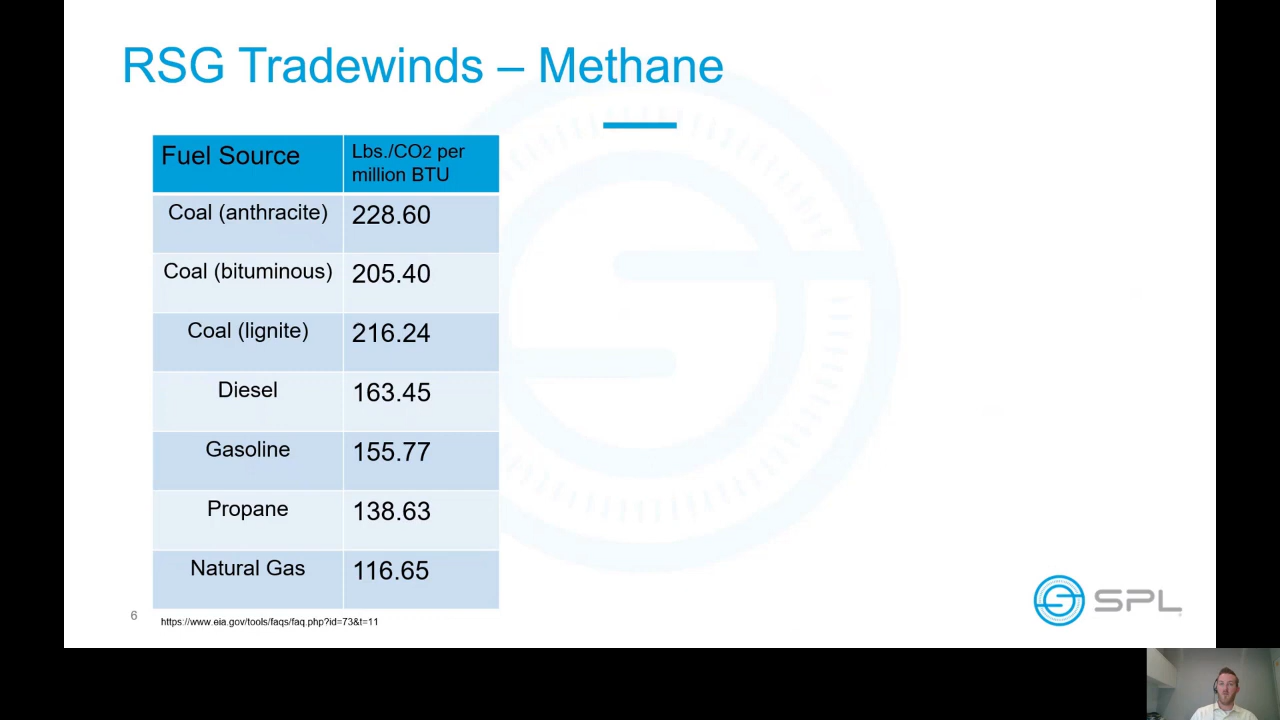 RSG Tradewinds – Methane
Fuel Source
Lbs./CO2 per
million BTU
Coal (anthracite)
228.60
Coal (bituminous)
205.40
Coal (lignite)
216.24
Diesel
163.45
Gasoline
155.77
Propane
138.63
Natural Gas
116.65
6
https://www.eia.gov/tools/faqs/faq.php?id=73&t=11
SPL